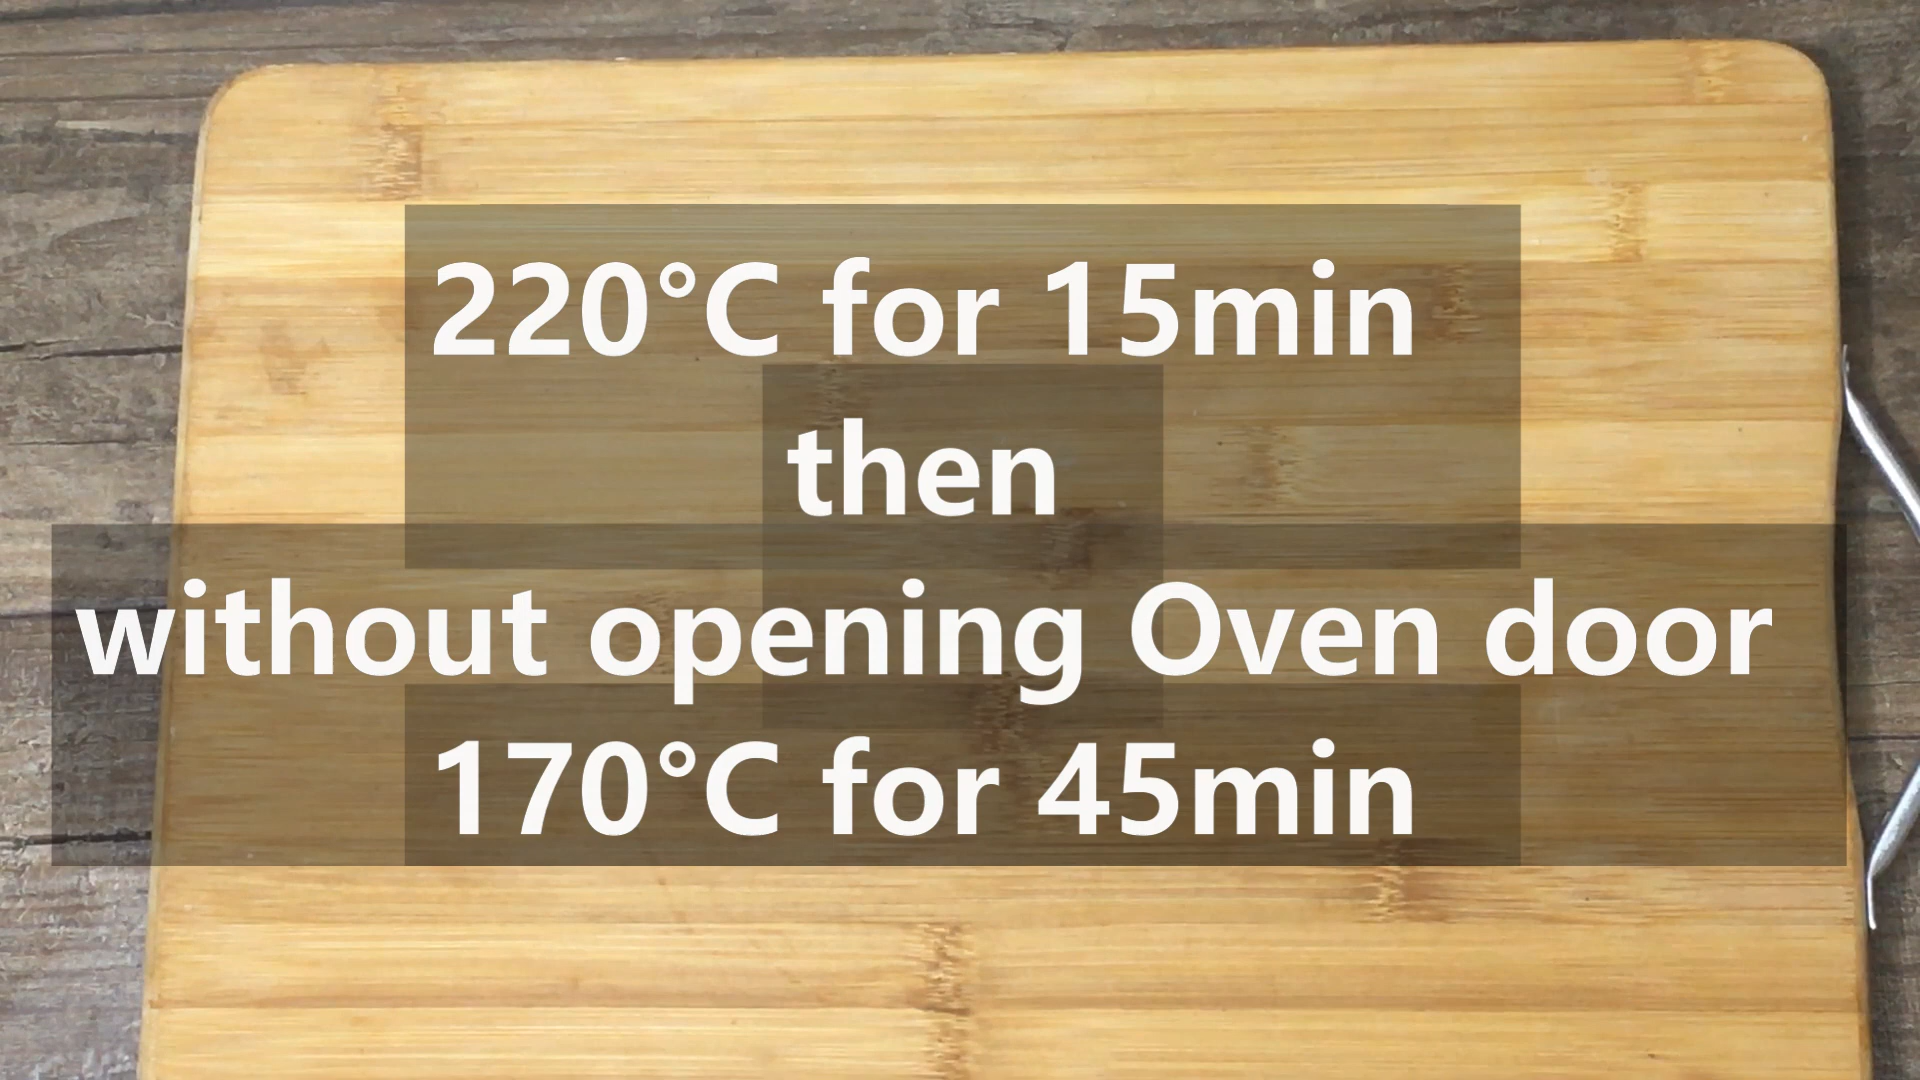 220°C for 15min
then
without opening Oven door
170°C for 45min